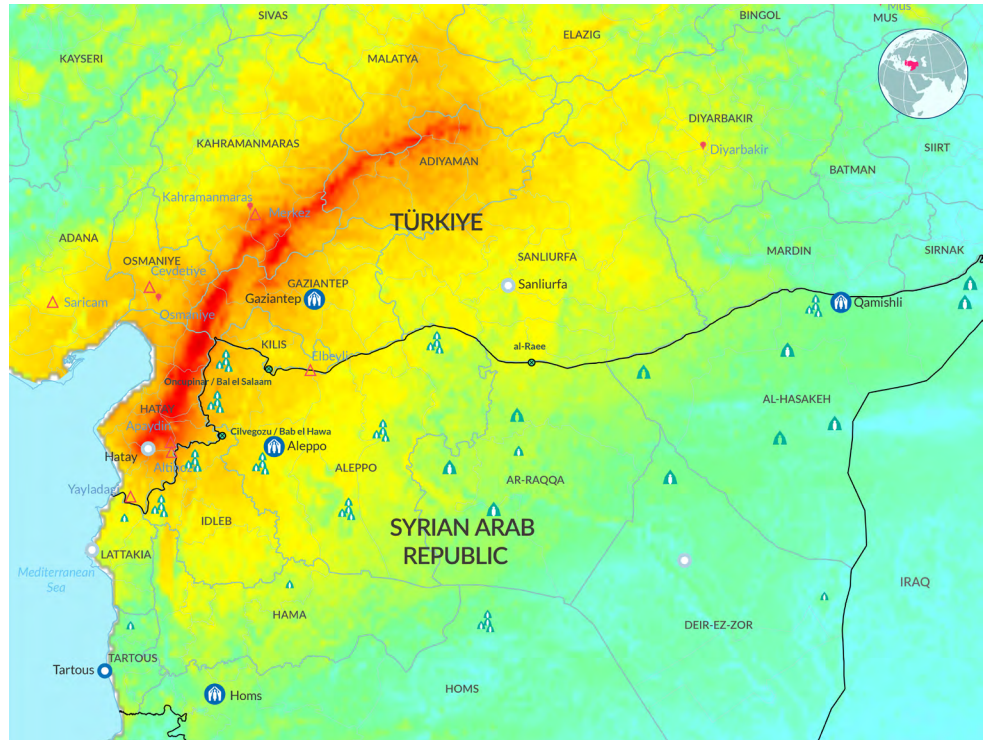 SIVAS
BINGOL
Mus
MUS
KAYSERI
MALATYA
ELAZIG
KAHRAMANMARAS
ADIYAMAN
DIYARBAKIR
Diyarbakir
SIIRT
BATMAN
Kahramanmaras
Merkez
TÜRKIYE
ADANA
OSMANIYE
Cevdetiye
SANLIURFA
MARDIN
SIRNAK
Saricam
Osmaniye
GAZIANTEP
Gaziantep
Sanliurfa
Qamishli
KILIS
Elbeyli
al-Raee
Oncupinar / Bal el Salaam
HATAY
Apaydin
Cilvegozu / Bab el Hawa
Hatay
Aleppo
Altinoz
ALEPPO
AL-HASAKEH
Yayladagi
AR-RAQQA
IDLEB
SYRIAN ARAB
REPUBLIC
LATTAKIA
Mediterranean
Sea
IRAQ
HAMA
DEIR-EZ-ZOR
TARTOUS
Tartous
Homs
HOMS